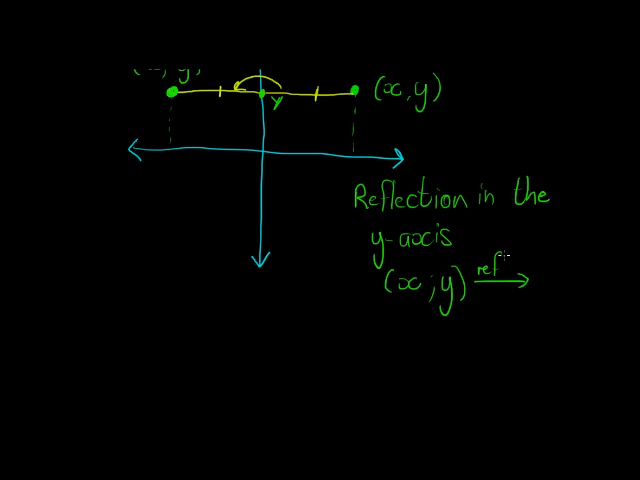 (x,y)
y
Reflection in the
y-axis
(x;y) ref